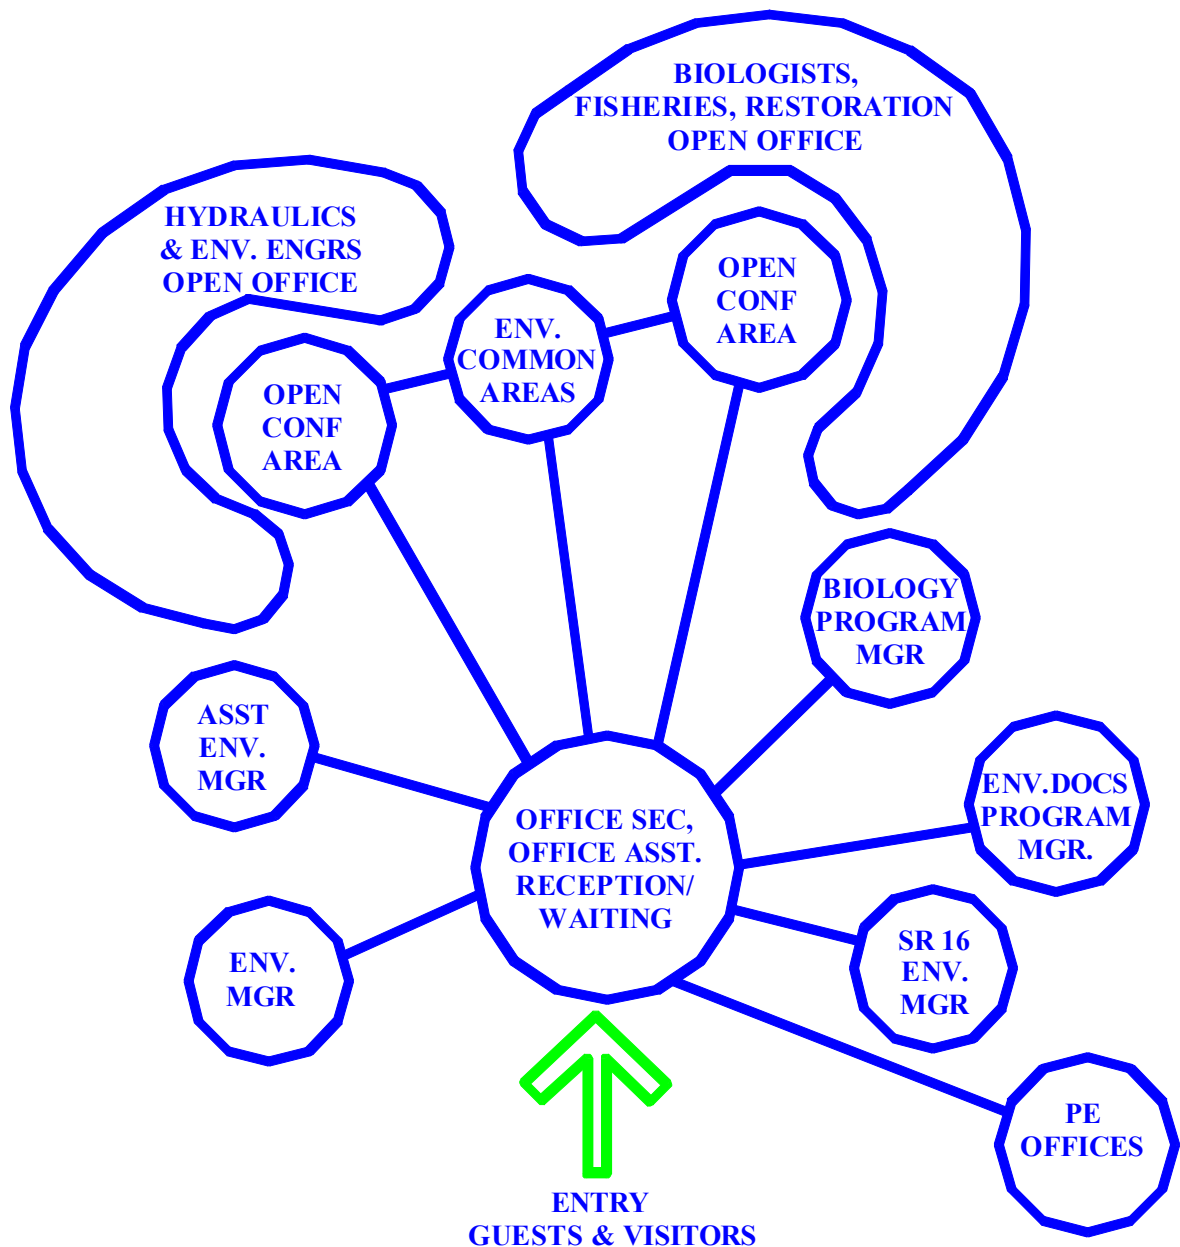 BIOLOGISTS,
FISHERIES, RESTORATION
OPEN OFFICE
HYDRAULICS
& ENV. ENGRS
OPEN OFFICE
OPEN
CONF
AREA
ENV.
COMMON
AREAS
OPEN
CONF
AREA
BIOLOGY
PROGRAM
MGR
ASST
ENV.
MGR
ENV.DOCS
PROGRAM
MGR.
OFFICE SEC,
OFFICE ASST.
RECEPTION/
WAITING
SR 16
ENV.
MGR
ENV.
MGR
PE
OFFICES
ENTRY
GUESTS & VISITORS